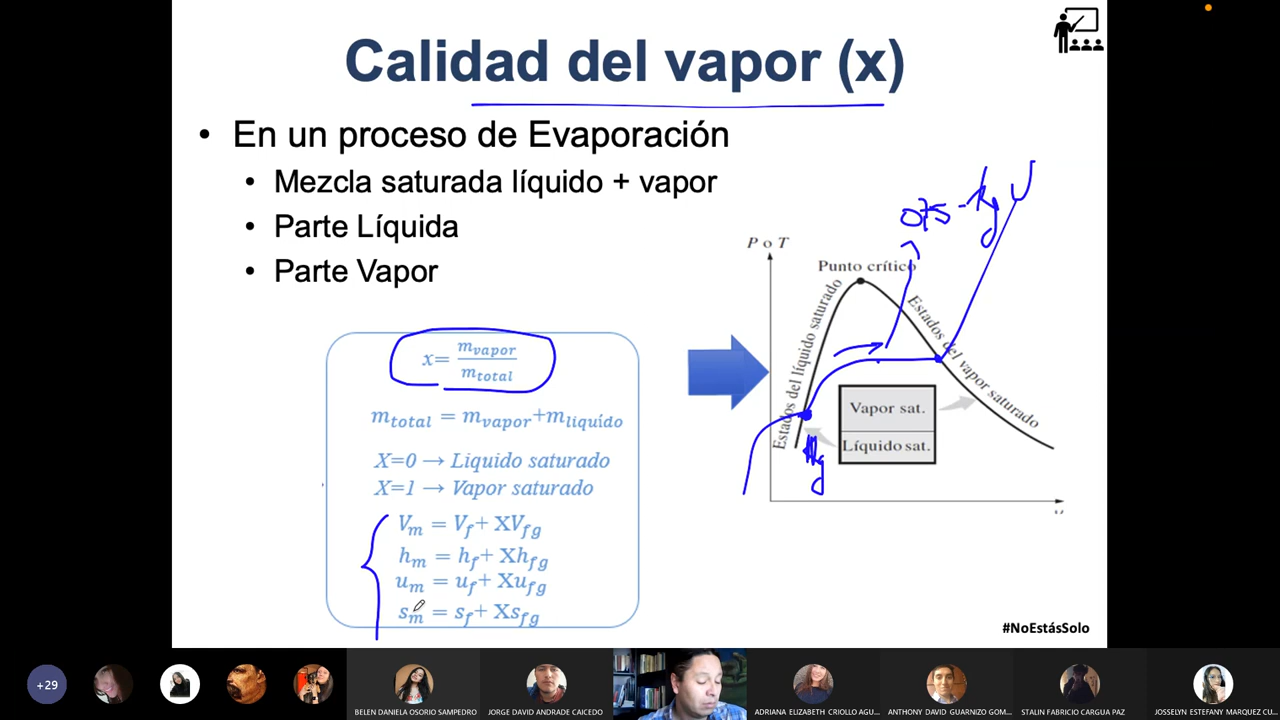 Calidad del vapor (x)
• En un proceso de Evaporación
• Mezcla saturada líquido + vapor
• Parte Líquida
• Parte Vapor
x= m_vapor / m_total
m_total = m_vapor+m_liquído
X=0 → Liquido saturado
X=1 → Vapor saturado
V_m = V_f + XV_fg
h_m = h_f + Xh_fg
u_m = u_f + Xu_fg
s_m = s_f + Xs_fg
075 - kg
P o T
Punto crítico
Estados del líquido saturado
Estados del vapor saturado
Vapor sat.
Líquido sat.
#NoEstásSolo
+29
BELEN DANIELA OSORIO SAMPEDRO
JORGE DAVID ANDRADE CAICEDO
ADRIANA ELIZABETH CRIOLLO AGU...
ANTHONY DAVID GUARNIZO GOM...
STALIN FABRICIO CARGUA PAZ
JOSSELYN ESTEFANY MARQUEZ CU...